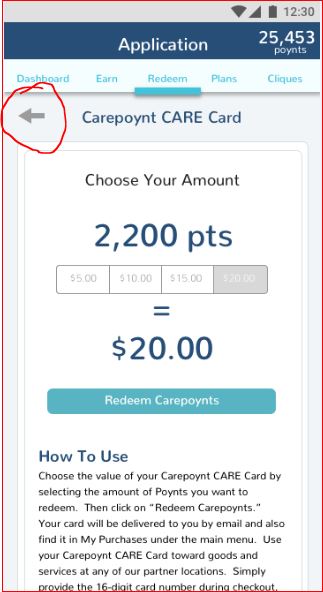 12:30
Application
25,453
poynts
Dashboard Earn Redeem Plans Cliques
Carepoynt CARE Card
Choose Your Amount
2,200 pts
$5.00 $10.00 $15.00 $20.00
=
$20.00
Redeem Carepoynts
How To Use
Choose the value of your Carepoynt CARE Card by
selecting the amount of Poynts you want to
redeem. Then click on “Redeem Carepoynts.”
Your card will be delivered to you by email and also
find it in My Purchases under the main menu. Use
your Carepoynt CARE Card toward goods and
services at any of our partner locations. Simply
provide the 16-digit card number during checkout,